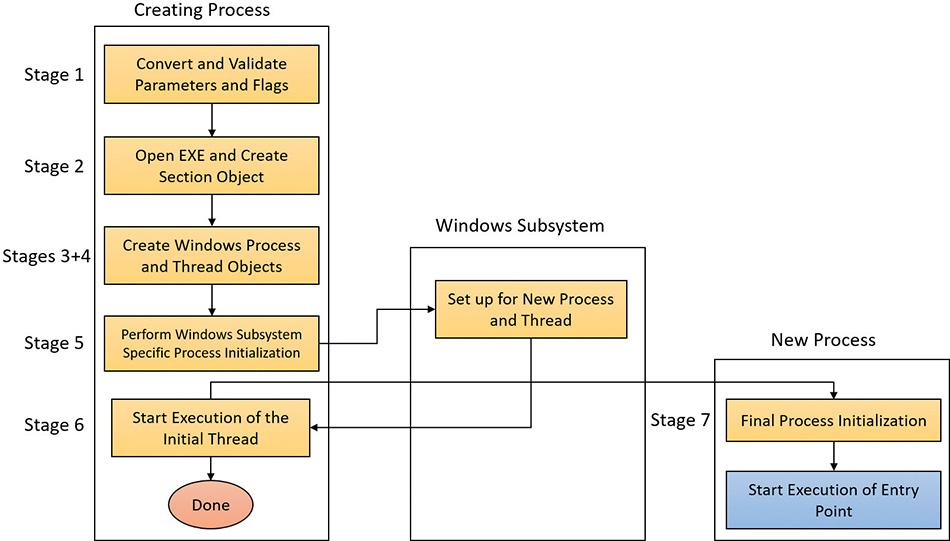 Creating Process
Stage 1
Convert and Validate
Parameters and Flags
Stage 2
Open EXE and Create
Section Object
Stages 3+4
Create Windows Process
and Thread Objects
Stage 5
Perform Windows Subsystem
Specific Process Initialization
Stage 6
Start Execution of the
Initial Thread
Done
Windows Subsystem
Set up for New Process
and Thread
New Process
Stage 7
Final Process Initialization
Start Execution of Entry
Point